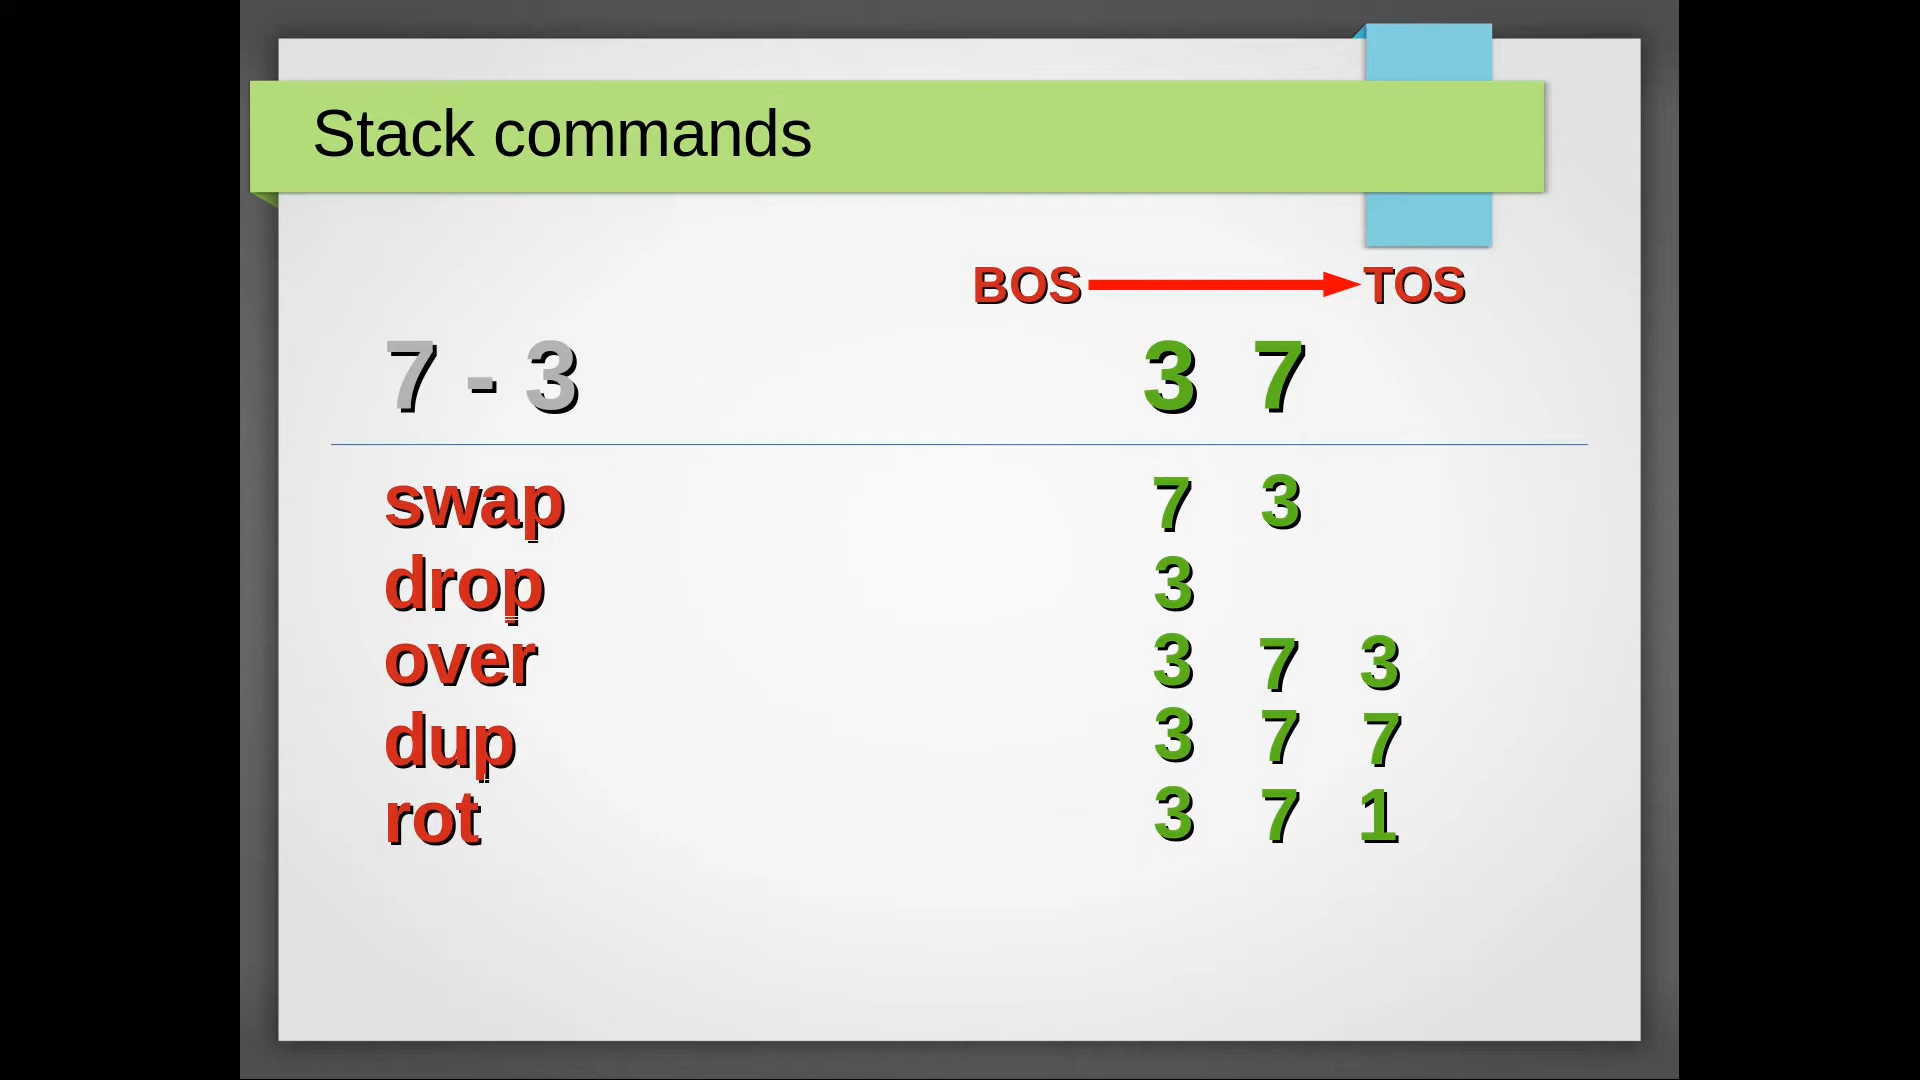 Stack commands
BOS TOS
7 - 3 3 7
swap 7 3
drop 3
over 3 7 3
dup 3 7 7
rot 3 7 1